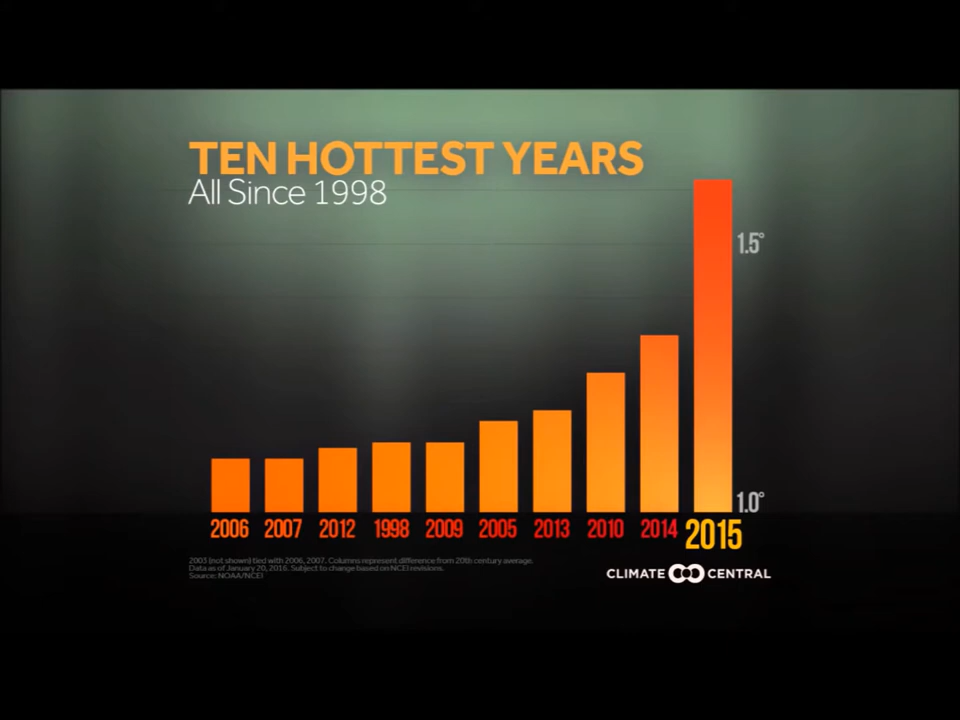 TEN HOTTEST YEARS
All Since 1998
1.5°
1.0°
2006 2007 2012 1998 2009 2005 2013 2010 2014 2015
2003 (not shown) tied with 2006, 2007. Columns represent difference from 20th century average.
Data as of January 20, 2016. Subject to change based on NCEI revisions.
Source: NOAA/NCEI
CLIMATE CENTRAL